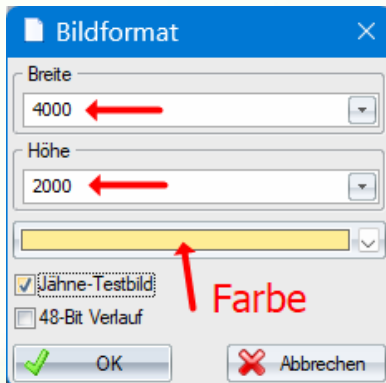 Bildformat
Breite
4000
Höhe
2000
Farbe
Jähne-Testbild
48-Bit Verlauf
OK Abbrechen